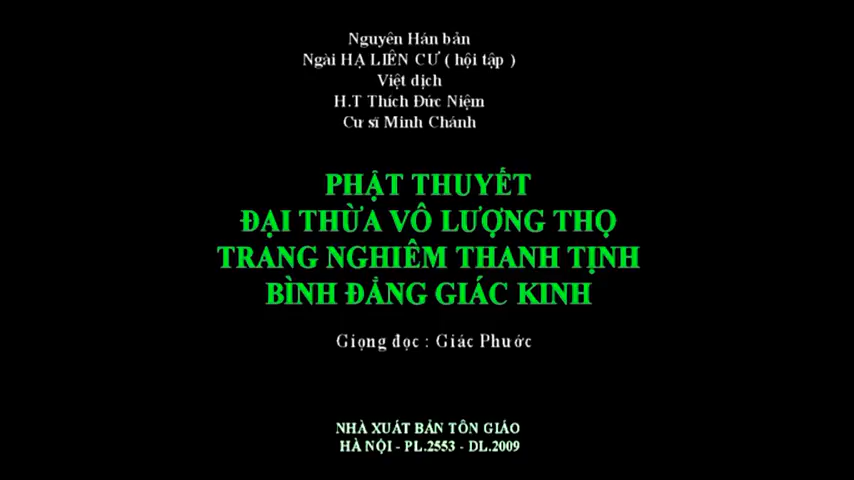 Nguyên Hán bản
Ngài HẠ LIÊN CƯ ( hội tập )
Việt dịch
H.T Thích Đức Niệm
Cư sĩ Minh Chánh
PHẬT THUYẾT
ĐẠI THỪA VÔ LƯỢNG THỌ
TRANG NGHIÊM THANH TỊNH
BÌNH ĐẲNG GIÁC KINH
Giọng đọc : Giác Phước
NHÀ XUẤT BẢN TÔN GIÁO
HÀ NỘI - PL.2553 - DL.2009